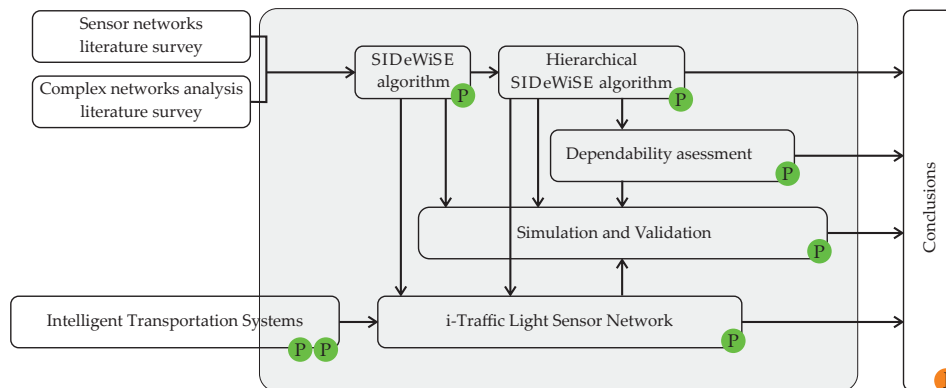 Sensor networks
literature survey
Complex networks analysis
literature survey
SIDeWiSE
algorithm
P
Hierarchical
SIDeWiSE algorithm
P
Dependability asessment
P
Simulation and Validation
P
Intelligent Transportation Systems
P P
i-Traffic Light Sensor Network
P
Conclusions